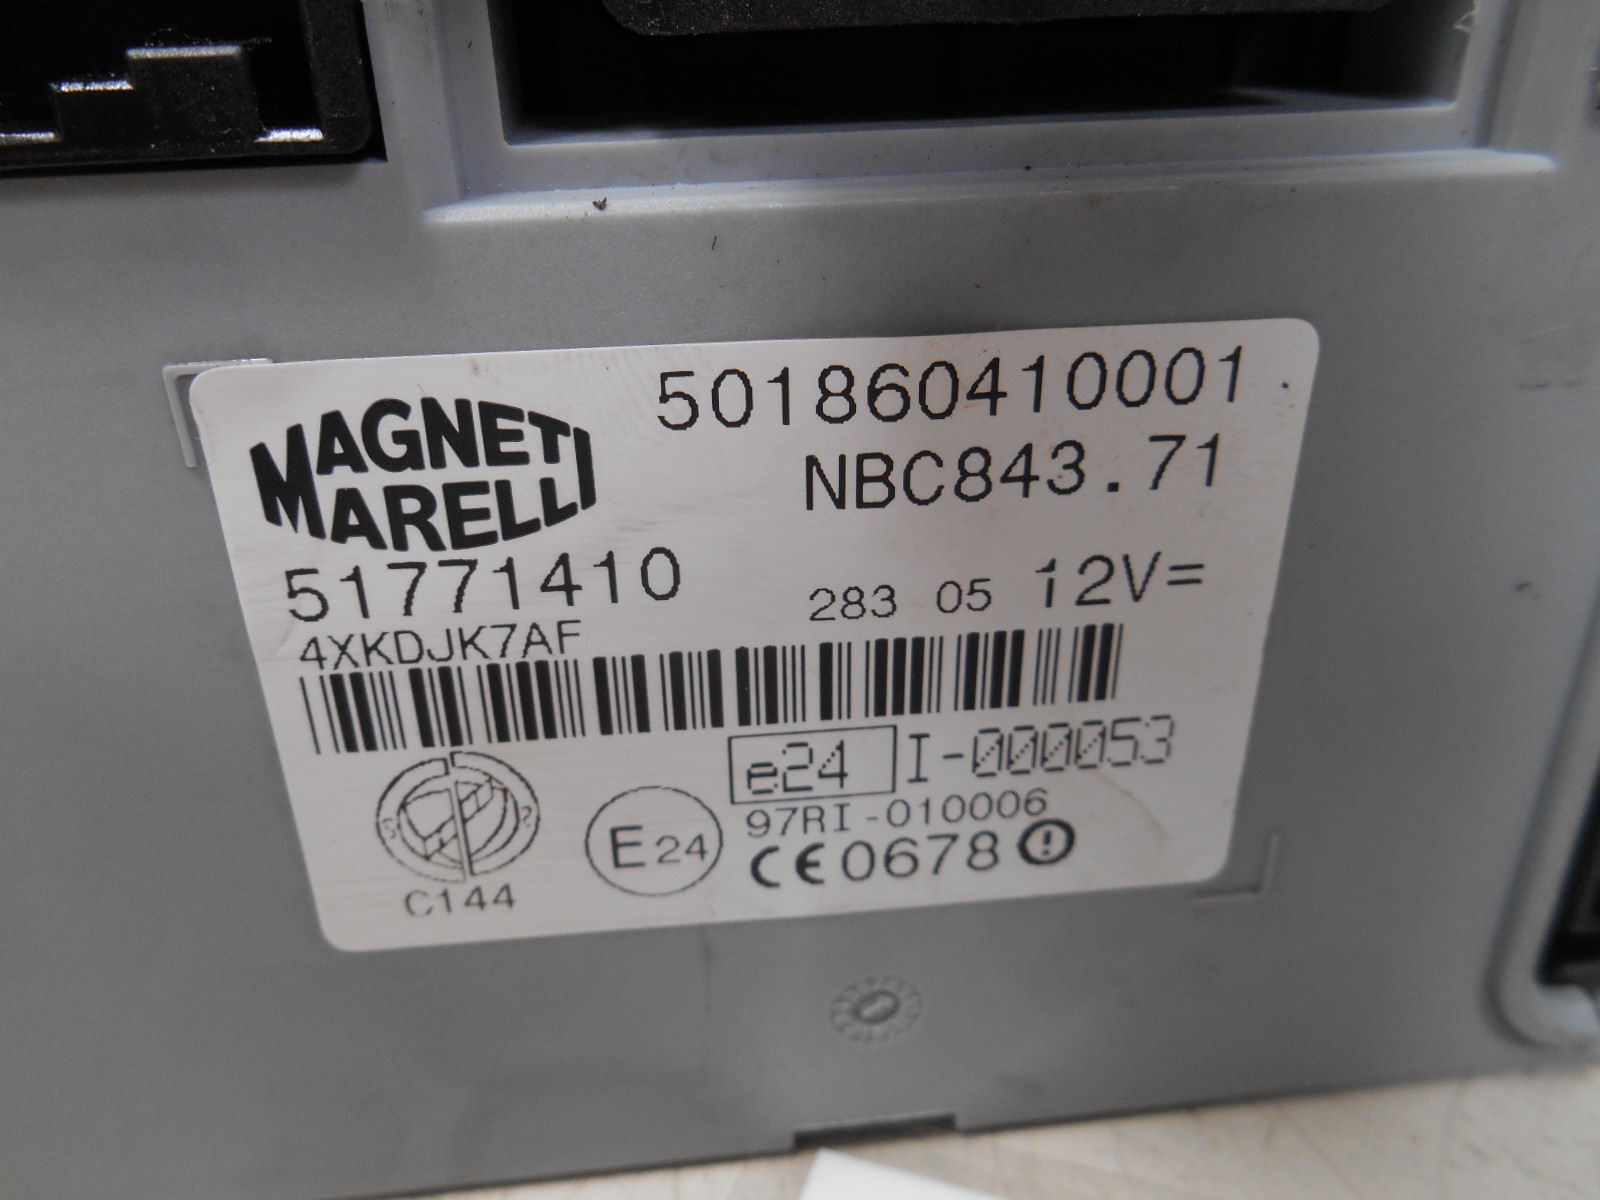 MAGNETI
MARELLI
501860410001
NBC843.71
51771410
283 05 12V=
4XKDJK7AF
e24 I-000053
97RI-010006
E24
CE0678
C144